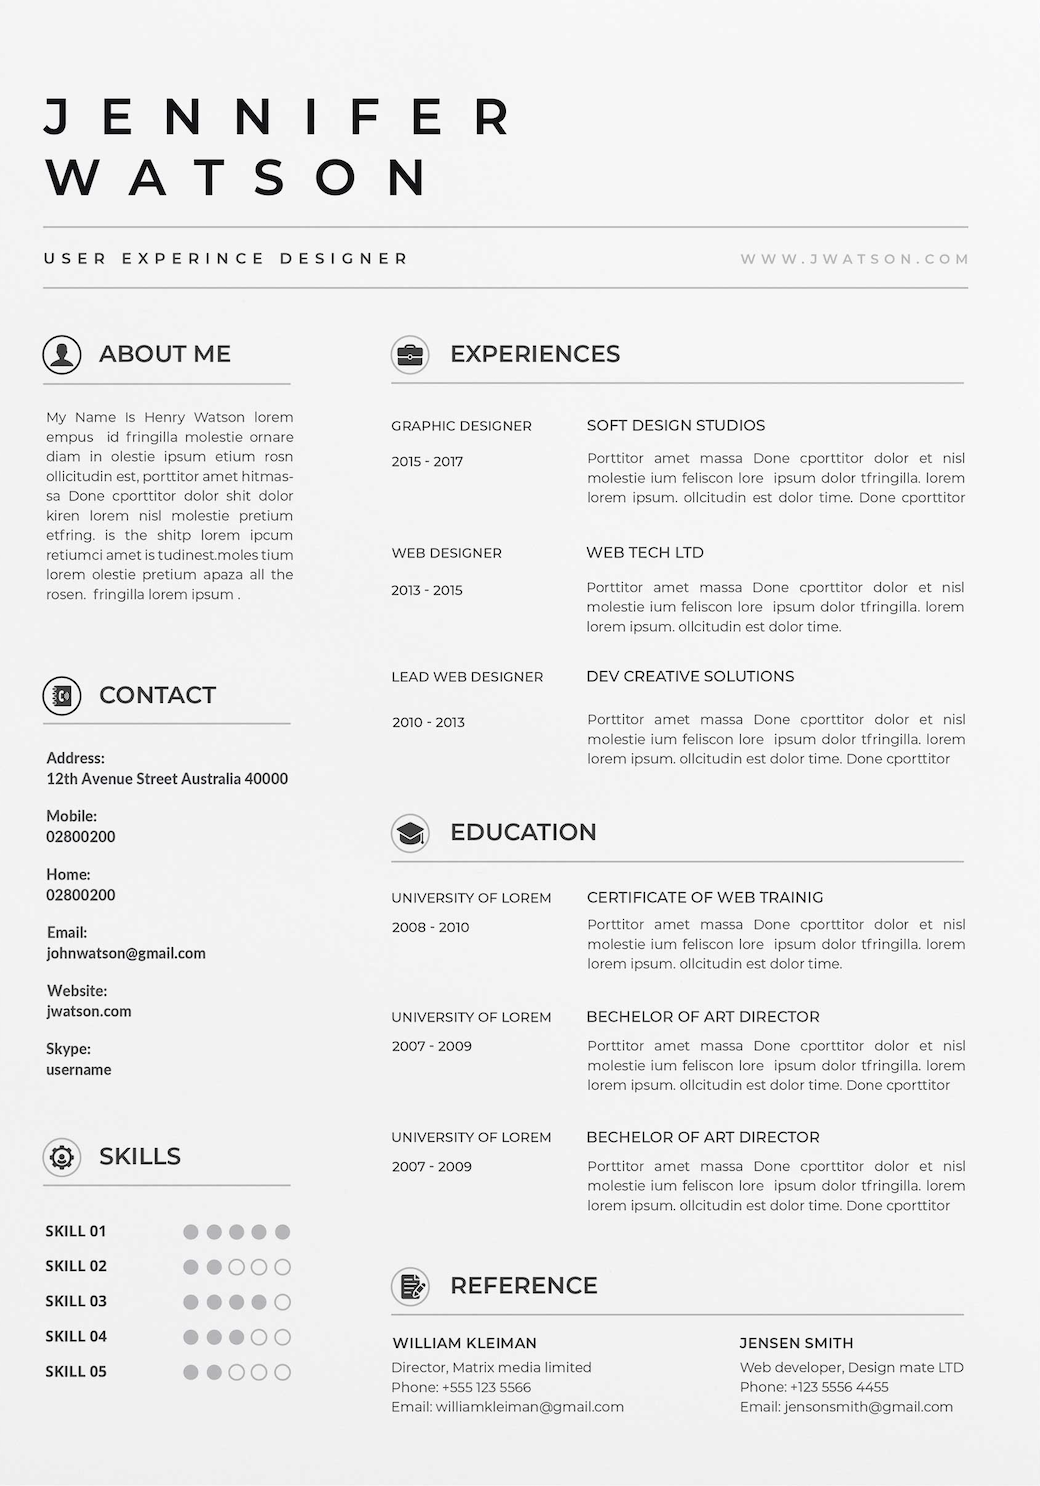 JENNIFER
WATSON
USER EXPERINCE DESIGNER
WWW.JWATSON.COM
ABOUT ME
My Name Is Henry Watson lorem
empus id fringilla molestie ornare
diam in olestie ipsum etium rosn
ollicitudin est, porttitor amet hitmas-
sa Done cporttitor dolor shit dolor
kiren lorem nisl molestie pretium
etfring. is the shitp lorem ipcum
retiumci amet is tudinest.moles tium
lorem olestie pretium apaza all the
rosen. fringilla lorem ipsum .
CONTACT
Address:
12th Avenue Street Australia 40000
Mobile:
02800200
Home:
02800200
Email:
johnwatson@gmail.com
Website:
jwatson.com
Skype:
username
SKILLS
SKILL 01
SKILL 02
SKILL 03
SKILL 04
SKILL 05
EXPERIENCES
GRAPHIC DESIGNER
2015 - 2017
SOFT DESIGN STUDIOS
Porttitor amet massa Done cporttitor dolor et nisl
molestie ium feliscon lore ipsum dolor tfringilla. lorem
lorem ipsum. ollcitudin est dolor time. Done cporttitor
WEB DESIGNER
2013 - 2015
WEB TECH LTD
Porttitor amet massa Done cporttitor dolor et nisl
molestie ium feliscon lore ipsum dolor tfringilla. lorem
lorem ipsum. ollcitudin est dolor time.
LEAD WEB DESIGNER
2010 - 2013
DEV CREATIVE SOLUTIONS
Porttitor amet massa Done cporttitor dolor et nisl
molestie ium feliscon lore ipsum dolor tfringilla. lorem
lorem ipsum. ollcitudin est dolor time. Done cporttitor
EDUCATION
UNIVERSITY OF LOREM
2008 - 2010
CERTIFICATE OF WEB TRAINIG
Porttitor amet massa Done cporttitor dolor et nisl
molestie ium feliscon lore ipsum dolor tfringilla. lorem
lorem ipsum. ollcitudin est dolor time.
UNIVERSITY OF LOREM
2007 - 2009
BECHELOR OF ART DIRECTOR
Porttitor amet massa Done cporttitor dolor et nisl
molestie ium feliscon lore ipsum dolor tfringilla. lorem
lorem ipsum. ollcitudin est dolor time. Done cporttitor
UNIVERSITY OF LOREM
2007 - 2009
BECHELOR OF ART DIRECTOR
Porttitor amet massa Done cporttitor dolor et nisl
molestie ium feliscon lore ipsum dolor tfringilla. lorem
lorem ipsum. ollcitudin est dolor time. Done cporttitor
REFERENCE
WILLIAM KLEIMAN
Director, Matrix media limited
Phone: +555 123 5566
Email: williamkleiman@gmail.com
JENSEN SMITH
Web developer, Design mate LTD
Phone: +123 5556 4455
Email: jensonsmith@gmail.com